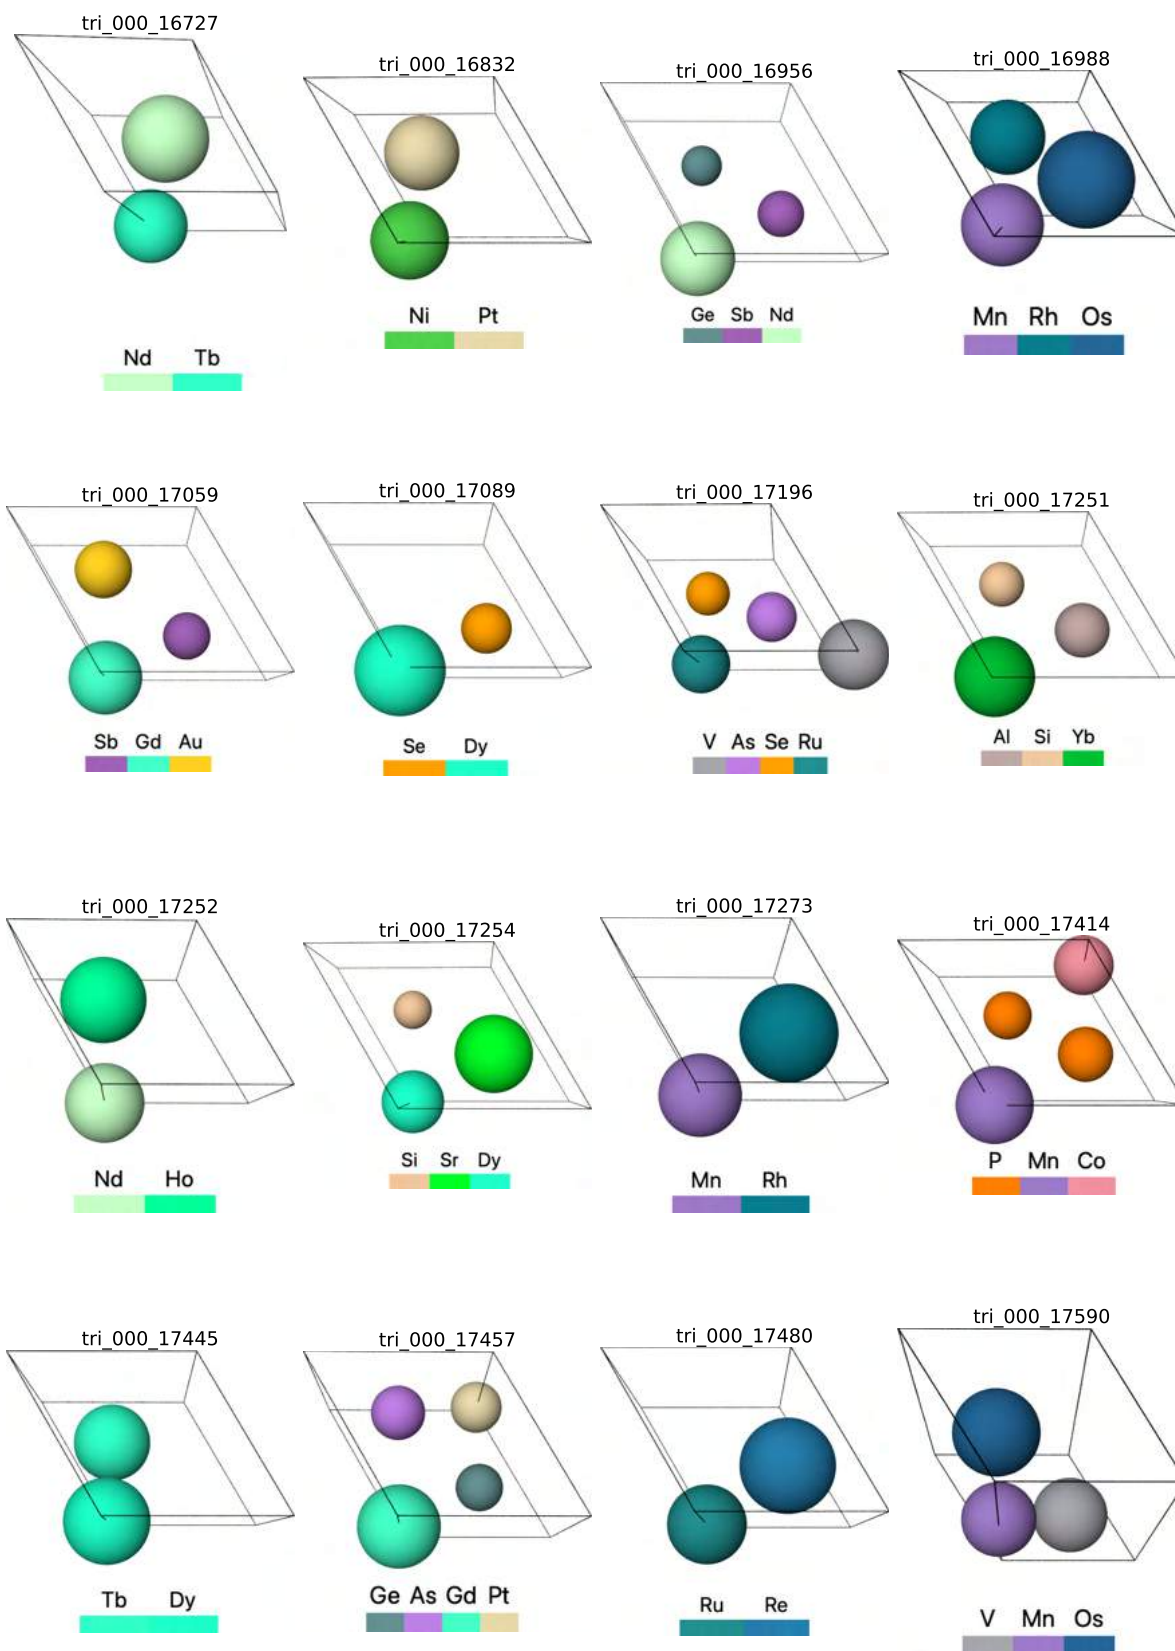 tri_000_16727
tri_000_16832
tri_000_16956
tri_000_16988
Nd Tb
Ni Pt
Ge Sb Nd
Mn Rh Os
tri_000_17059
tri_000_17089
tri_000_17196
tri_000_17251
Sb Gd Au
Se Dy
V As Se Ru
Al Si Yb
tri_000_17252
tri_000_17254
tri_000_17273
tri_000_17414
Nd Ho
Si Sr Dy
Mn Rh
P Mn Co
tri_000_17445
tri_000_17457
tri_000_17480
tri_000_17590
Tb Dy
Ge As Gd Pt
Ru Re
V Mn Os